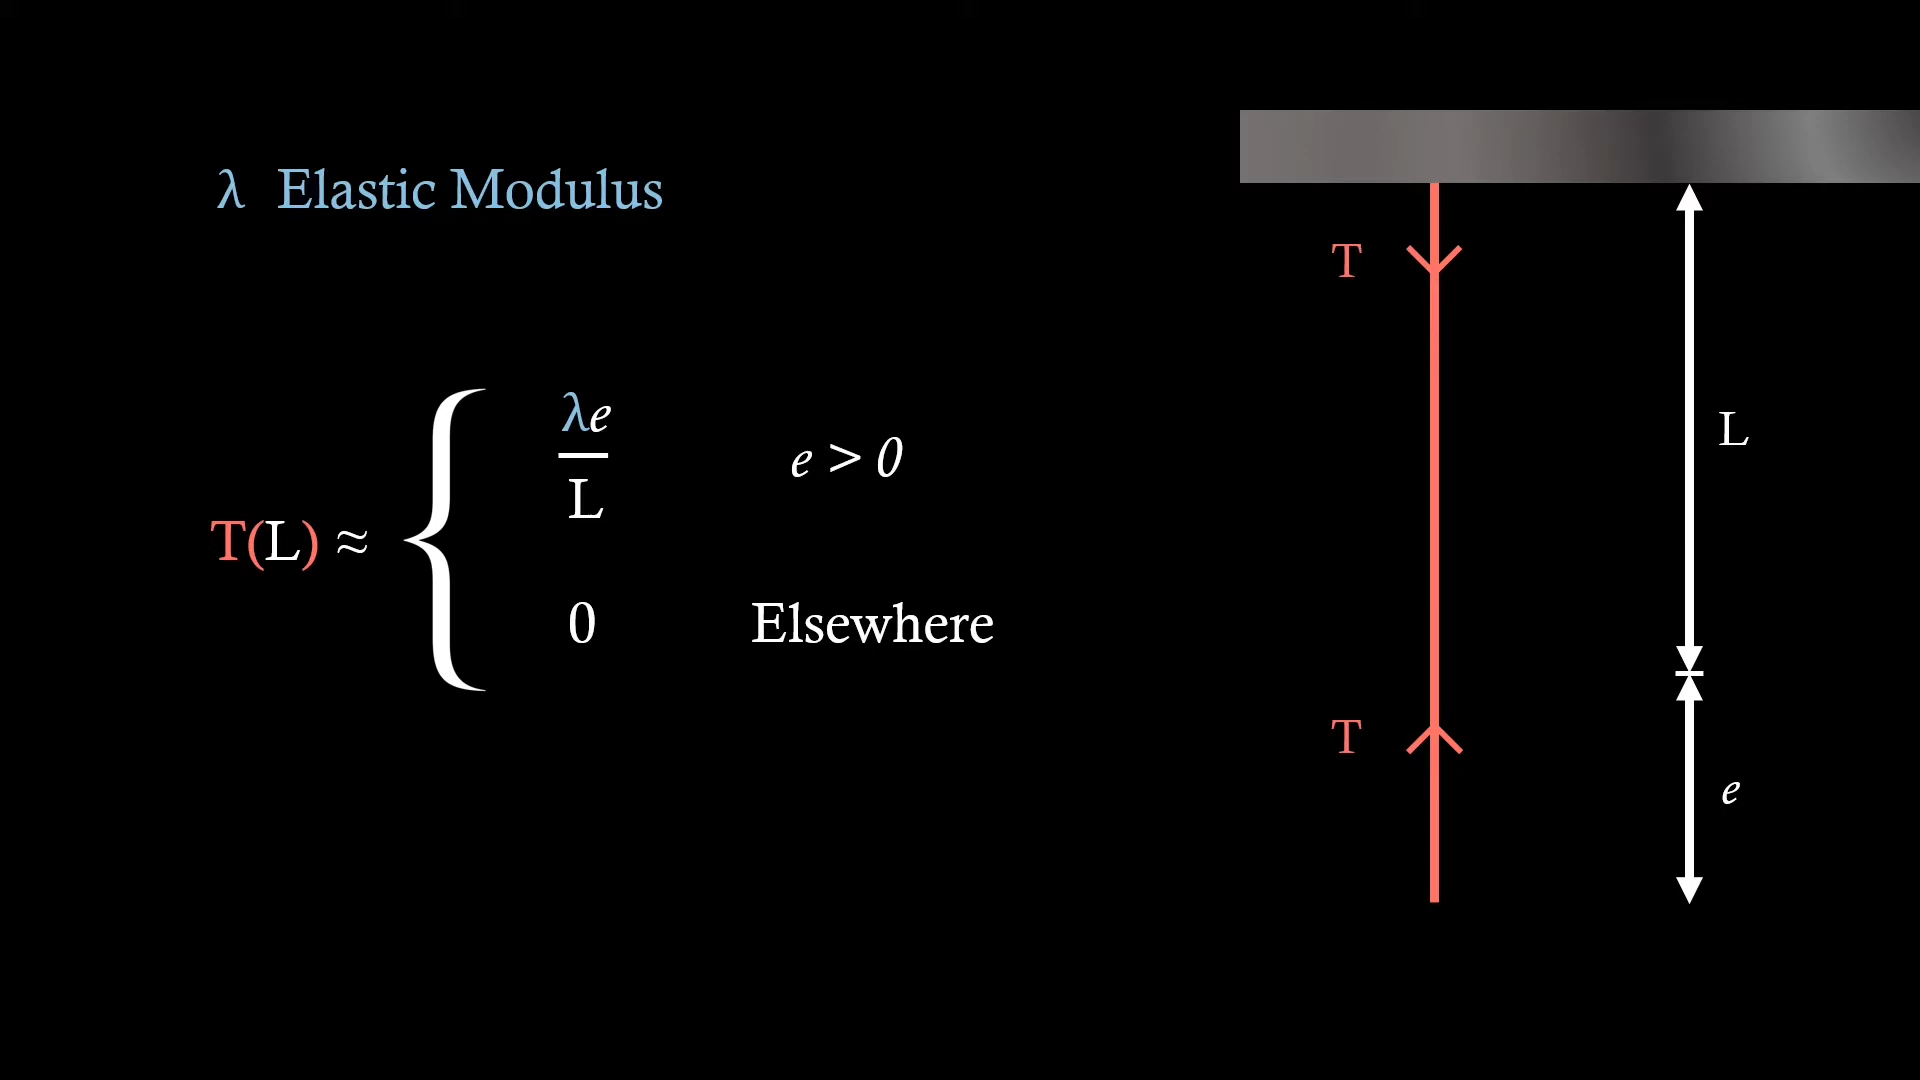 λ Elastic Modulus
T
L
λe
e > 0
L
T(L) ≈
0 Elsewhere
T
e